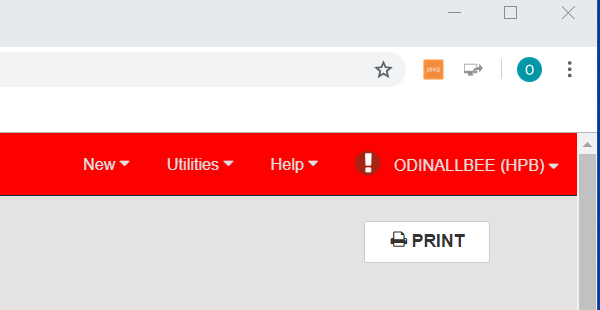 pexip
O
New Utilities Help ! ODINALLBEE (HPB)
PRINT